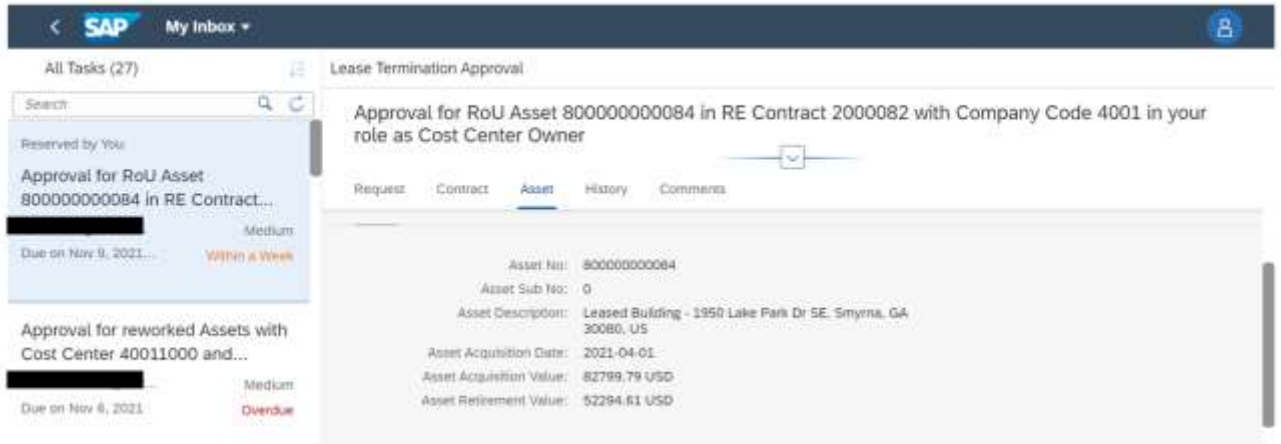 SAP My Inbox
All Tasks (27)
Search
Reserved by You
Approval for RoU Asset
800000000084 in RE Contract...
Medium
Due on Nov 9, 2021...
Within a Week
Approval for reworked Assets with
Cost Center 40011000 and...
Medium
Due on Nov 6, 2021
Overdue
Lease Termination Approval
Approval for RoU Asset 800000000084 in RE Contract 2000082 with Company Code 4001 in your
role as Cost Center Owner
Request Contract Asset History Comments
Asset No: 800000000084
Asset Sub No: 0
Asset Description: Leased Building - 1950 Lake Park Dr SE, Smyrna, GA
30080, US
Asset Acquisition Date: 2021-04-01
Asset Acquisition Value: 82799.79 USD
Asset Retirement Value: 52294.61 USD